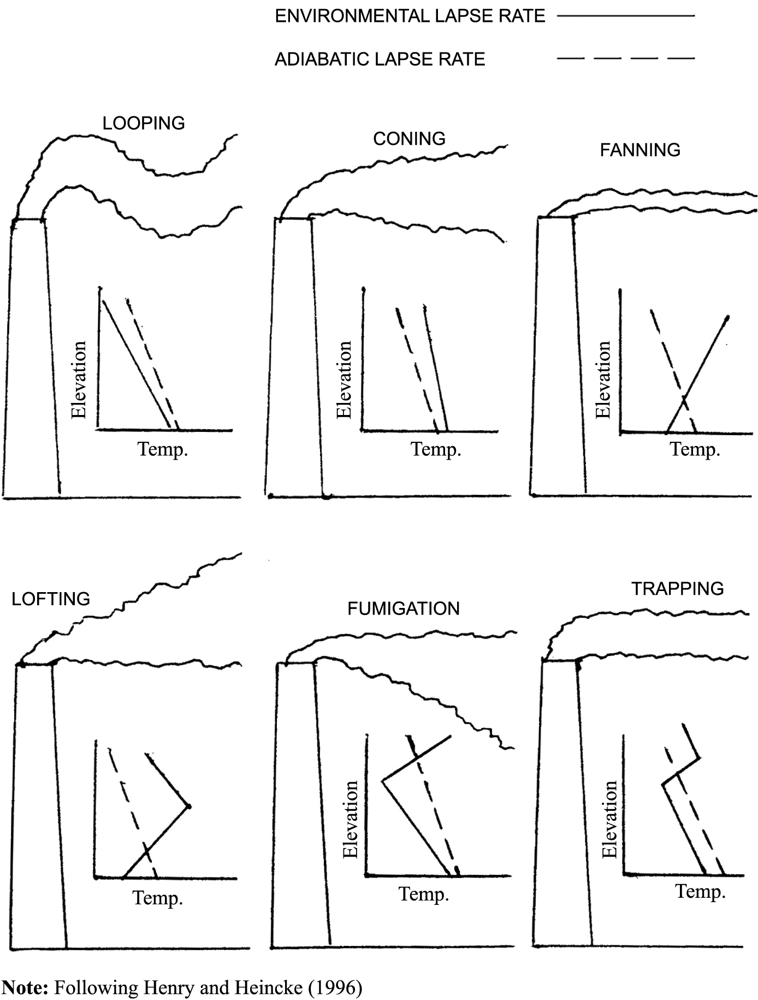 ENVIRONMENTAL LAPSE RATE
ADIABATIC LAPSE RATE
LOOPING
CONING
FANNING
Elevation
Temp.
Elevation
Temp.
Elevation
Temp.
LOFTING
FUMIGATION
TRAPPING
Temp.
Elevation
Temp.
Elevation
Temp.
Note: Following Henry and Heincke (1996)